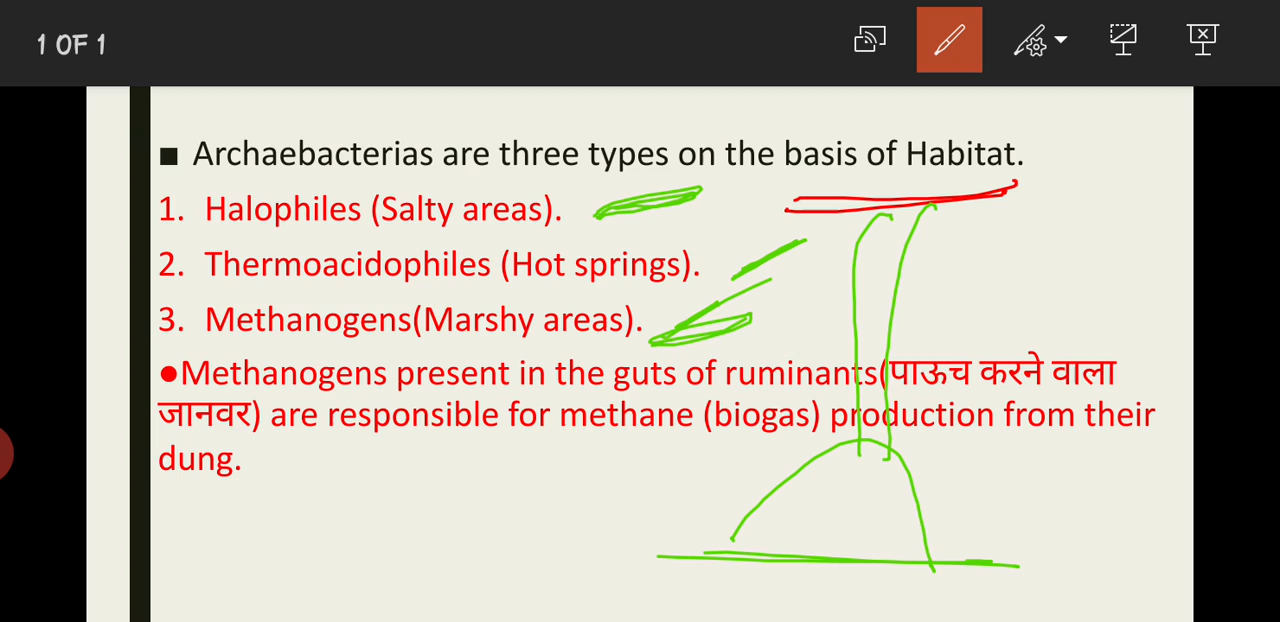 1 OF 1
■ Archaebacterias are three types on the basis of Habitat.
1. Halophiles (Salty areas).
2. Thermoacidophiles (Hot springs).
3. Methanogens(Marshy areas).
●Methanogens present in the guts of ruminants(पाऊच करने वाला
जानवर) are responsible for methane (biogas) production from their
dung.